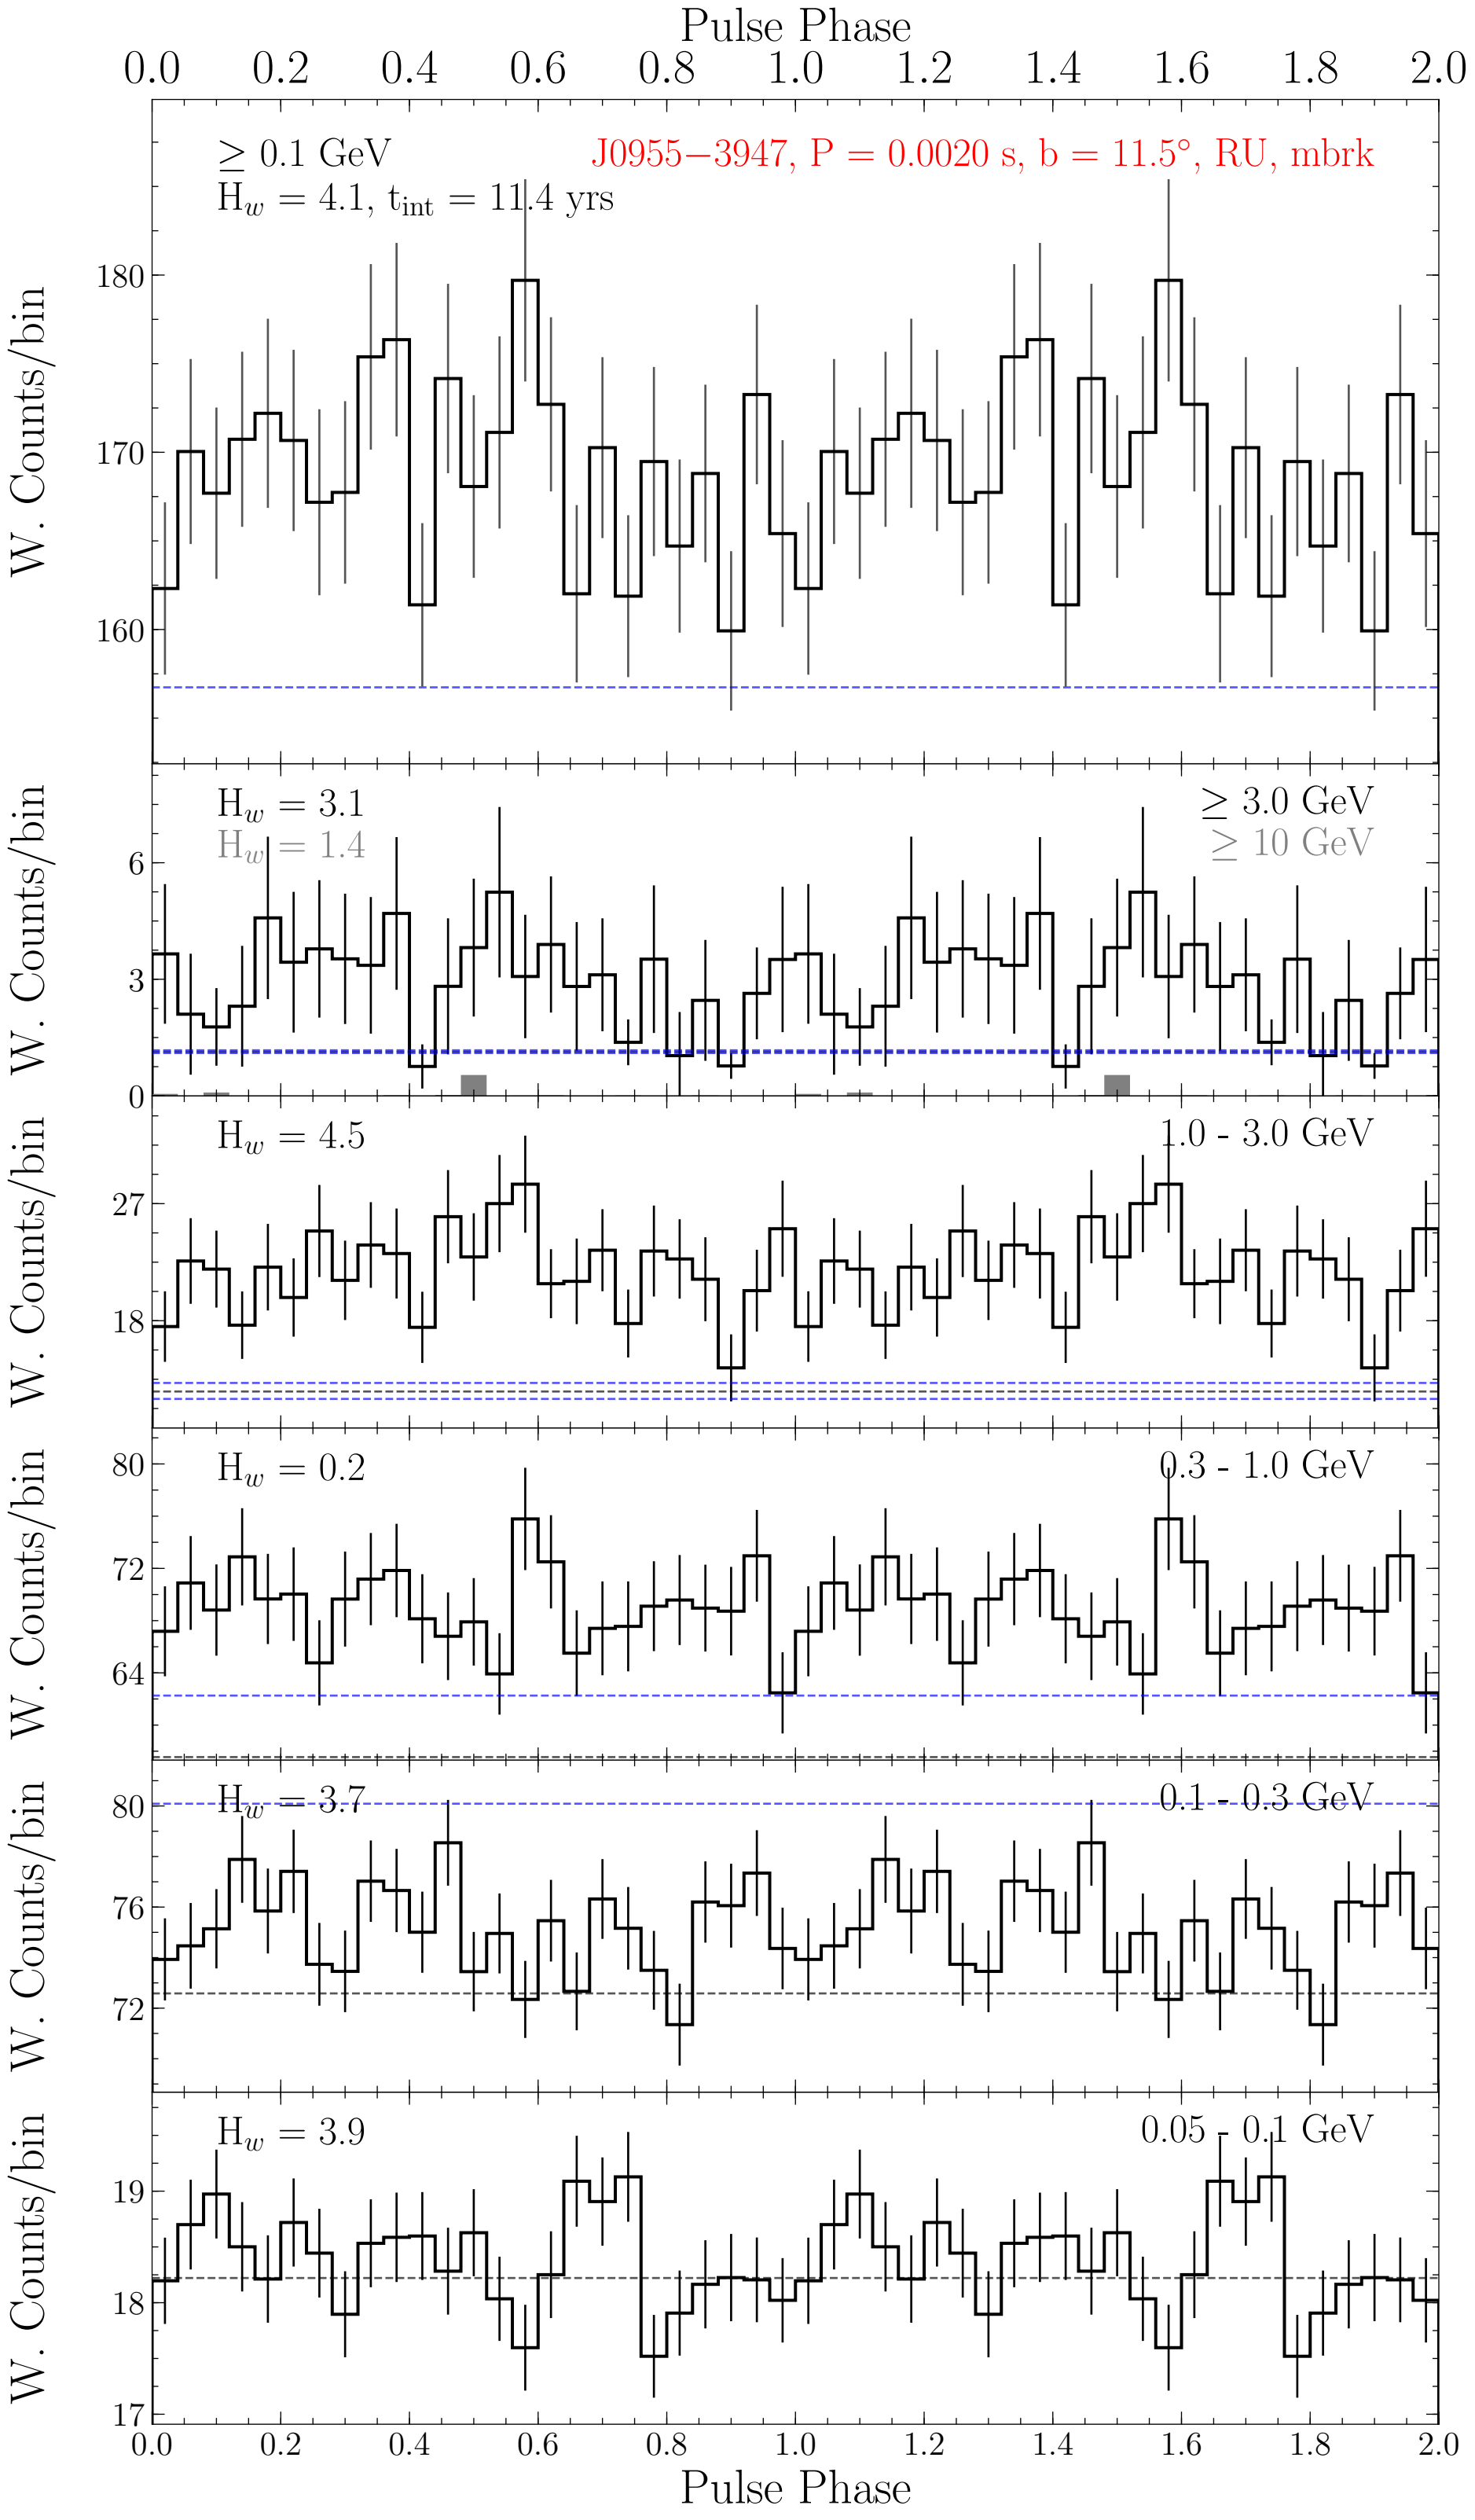 Pulse Phase
0.0 0.2 0.4 0.6 0.8 1.0 1.2 1.4 1.6 1.8 2.0
≥ 0.1 GeV
J0955−3947, P = 0.0020 s, b = 11.5°, RU, mbrk
H_w = 4.1, t_int = 11.4 yrs
W. Counts/bin
180
170
160
H_w = 3.1
≥ 3.0 GeV
H_w = 1.4
≥ 10 GeV
W. Counts/bin
6
3
0
H_w = 4.5
1.0 - 3.0 GeV
W. Counts/bin
27
18
H_w = 0.2
0.3 - 1.0 GeV
W. Counts/bin
80
72
64
H_w = 3.7
0.1 - 0.3 GeV
W. Counts/bin
80
76
72
H_w = 3.9
0.05 - 0.1 GeV
W. Counts/bin
19
18
17
0.0 0.2 0.4 0.6 0.8 1.0 1.2 1.4 1.6 1.8 2.0
Pulse Phase